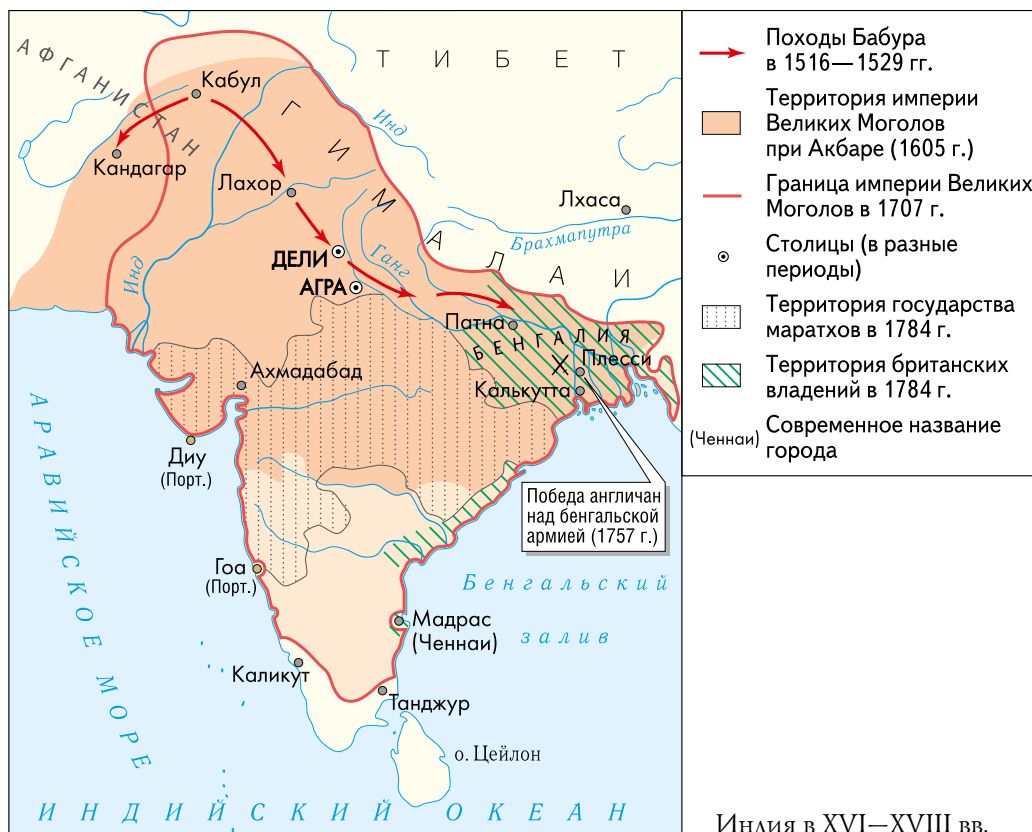 АФГАНИСТАН
ТИБЕТ
ГИМАЛАИ
Кабул
Кандагар
Инд
Лахор
Лхаса
Брахмапутра
ДЕЛИ
Ганг
АГРА
Инд
Патна
БЕНГАЛИЯ
Плесси
Калькутта
Ахмадабад
Диу
(Порт.)
Победа англичан
над бенгальской
армией (1757 г.)
Гоа
(Порт.)
Бенгальский
залив
Мадрас
(Ченнаи)
Каликут
Танджур
о. Цейлон
АРАВИЙСКОЕ МОРЕ
ИНДИЙСКИЙ ОКЕАН
Походы Бабура
в 1516—1529 гг.
Территория империи
Великих Моголов
при Акбаре (1605 г.)
Граница империи Великих
Моголов в 1707 г.
Столицы (в разные
периоды)
Территория государства
маратхов в 1784 г.
Территория британских
владений в 1784 г.
(Ченнаи) Современное название
города
Индия в XVI—XVIII вв.